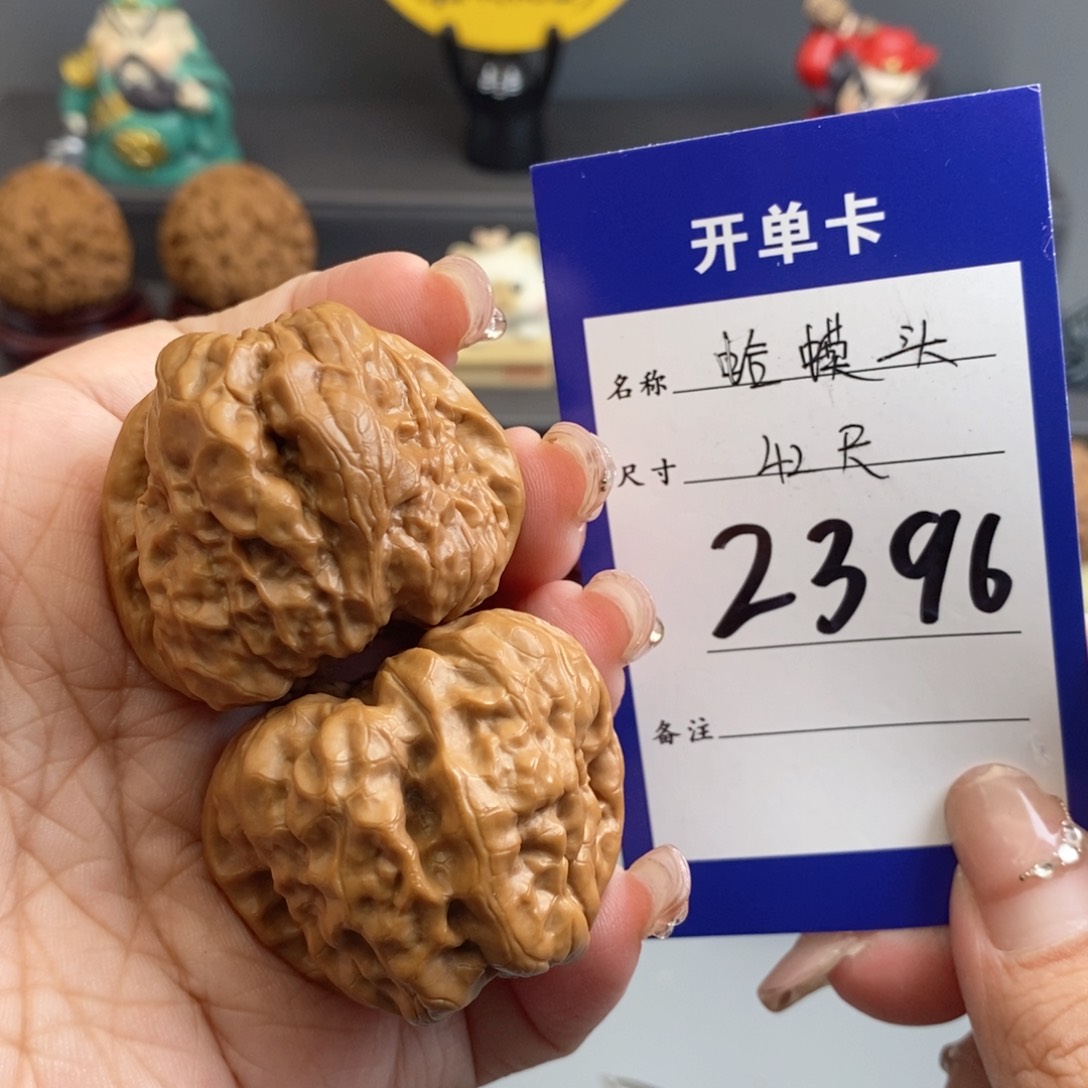 开单卡
名称 蛤蟆头
尺寸 42尺
2396
备注